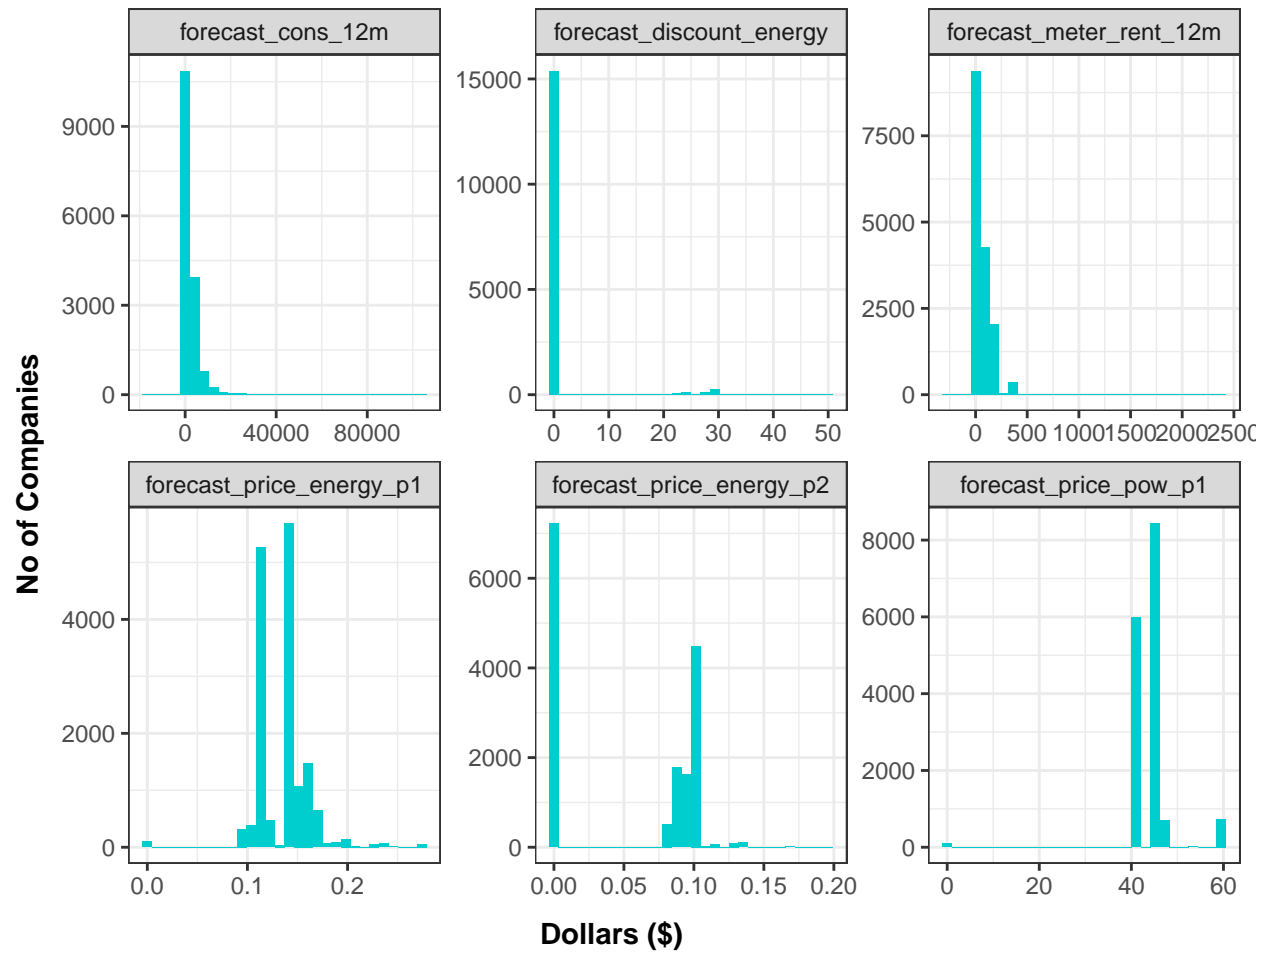 forecast_cons_12m
forecast_discount_energy
forecast_meter_rent_12m
9000
6000
3000
0
0 40000 80000
15000
10000
5000
0
0 10 20 30 40 50
7500
5000
2500
0
0 500 1000 1500 2000 2500
No of Companies
forecast_price_energy_p1
forecast_price_energy_p2
forecast_price_pow_p1
4000
2000
0
0.0 0.1 0.2
6000
4000
2000
0
0.00 0.05 0.10 0.15 0.20
8000
6000
4000
2000
0
0 20 40 60
Dollars ($)